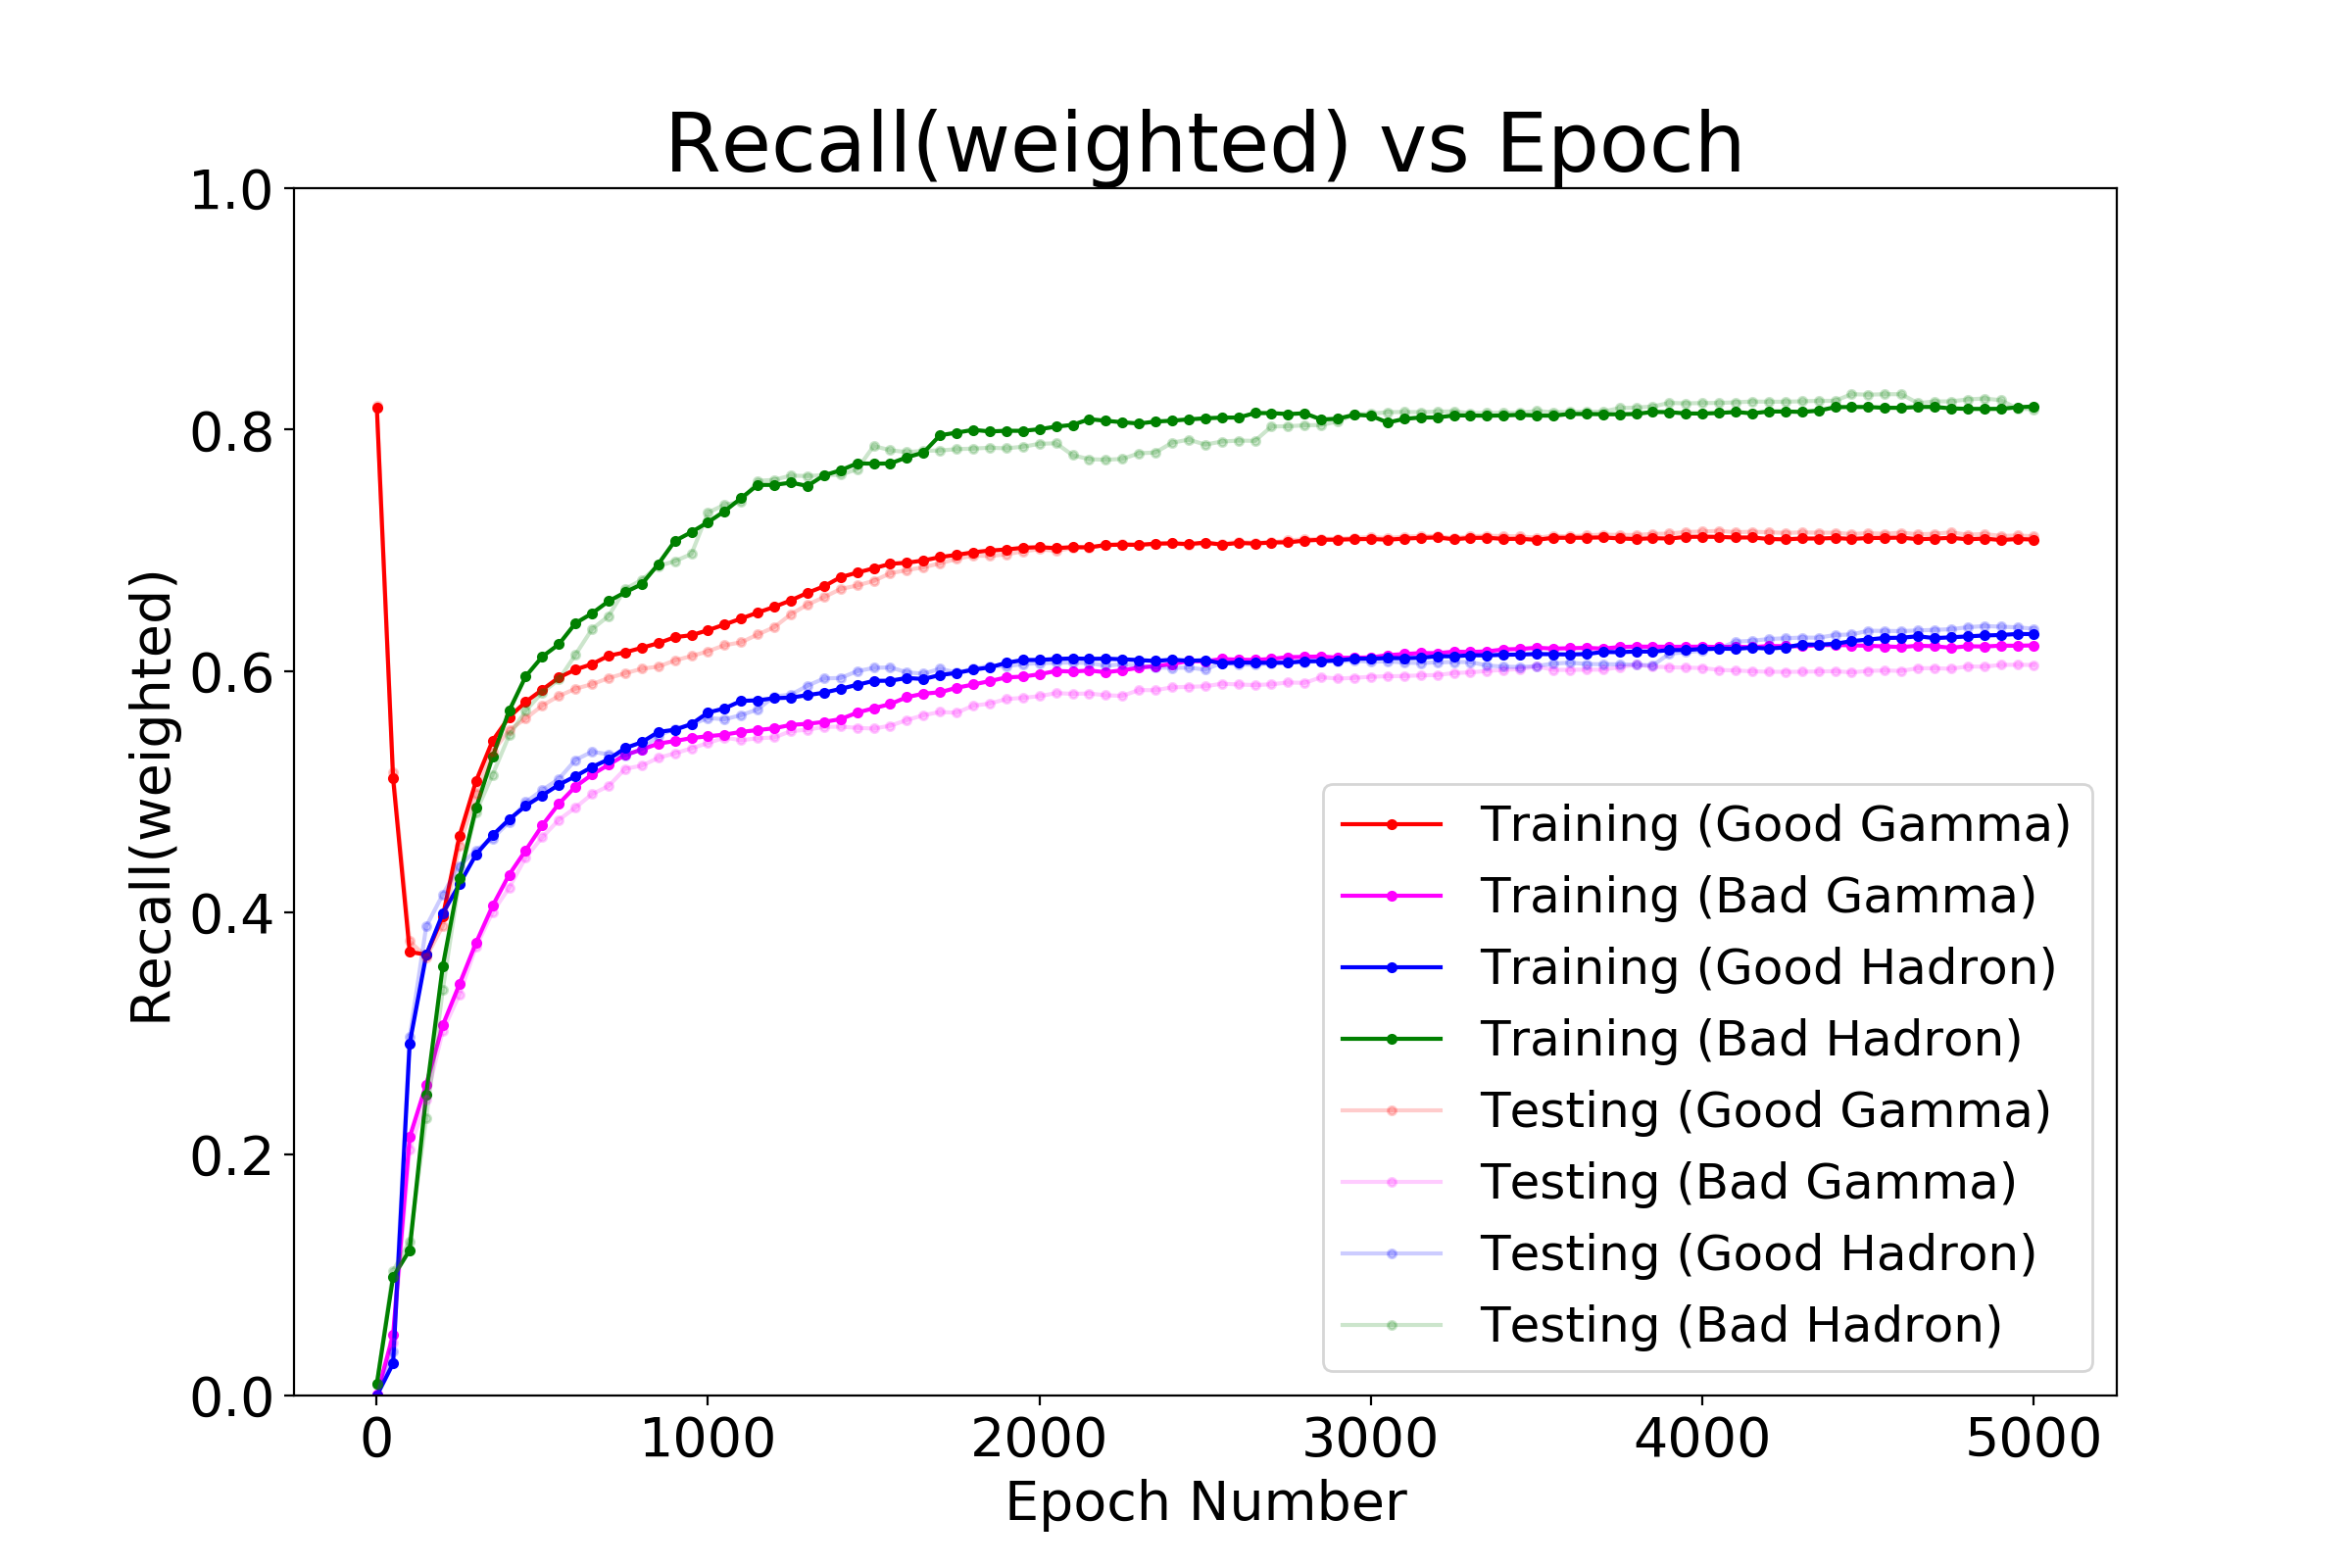 Recall(weighted) vs Epoch
1.0
0.8
0.6
0.4
0.2
0.0
Recall(weighted)
0 1000 2000 3000 4000 5000
Epoch Number
Training (Good Gamma)
Training (Bad Gamma)
Training (Good Hadron)
Training (Bad Hadron)
Testing (Good Gamma)
Testing (Bad Gamma)
Testing (Good Hadron)
Testing (Bad Hadron)